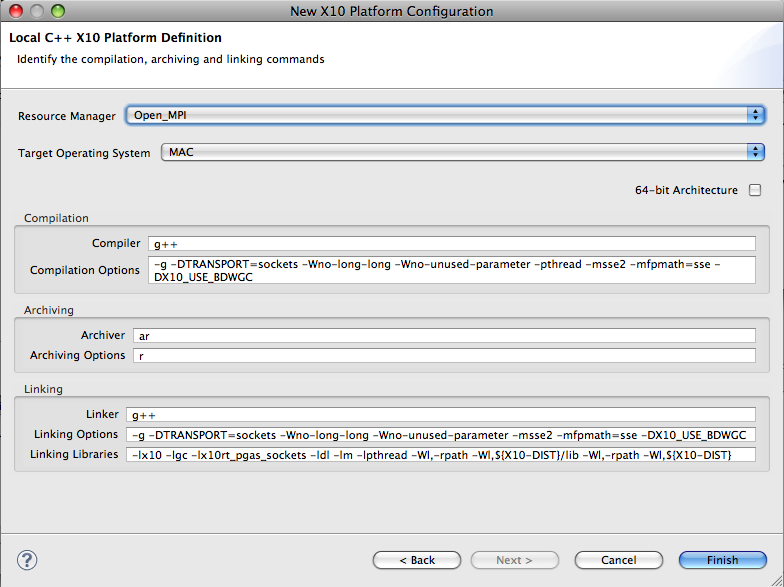 New X10 Platform Configuration
Local C++ X10 Platform Definition
Identify the compilation, archiving and linking commands
Resource Manager Open_MPI
Target Operating System MAC
64-bit Architecture
Compilation
Compiler g++
Compilation Options -g -DTRANSPORT=sockets -Wno-long-long -Wno-unused-parameter -pthread -msse2 -mfpmath=sse -
DX10_USE_BDWGC
Archiving
Archiver ar
Archiving Options r
Linking
Linker g++
Linking Options -g -DTRANSPORT=sockets -Wno-long-long -Wno-unused-parameter -msse2 -mfpmath=sse -DX10_USE_BDWGC
Linking Libraries -lx10 -lgc -lx10rt_pgas_sockets -ldl -lm -lpthread -Wl,-rpath -Wl,${X10-DIST}/lib -Wl,-rpath -Wl,${X10-DIST}
? < Back Next > Cancel Finish